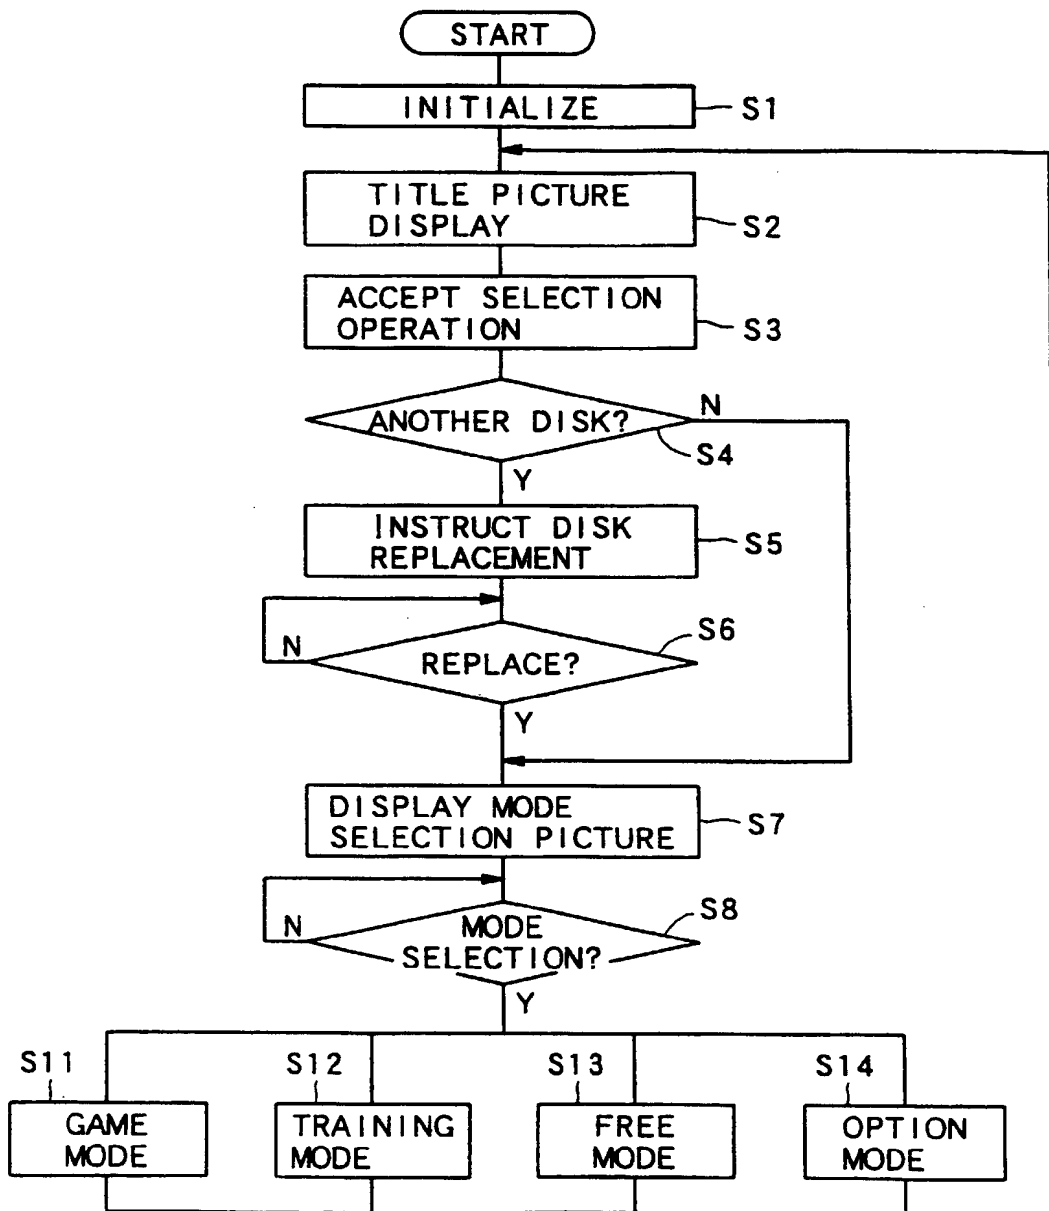 START
INITIALIZE
S1
TITLE PICTURE
DISPLAY
S2
ACCEPT SELECTION
OPERATION
S3
ANOTHER DISK?
N
S4
Y
INSTRUCT DISK
REPLACEMENT
S5
S6
N
REPLACE?
Y
DISPLAY MODE
SELECTION PICTURE
S7
S8
N
MODE
SELECTION?
Y
S11
S12
S13
S14
GAME
MODE
TRAINING
MODE
FREE
MODE
OPTION
MODE